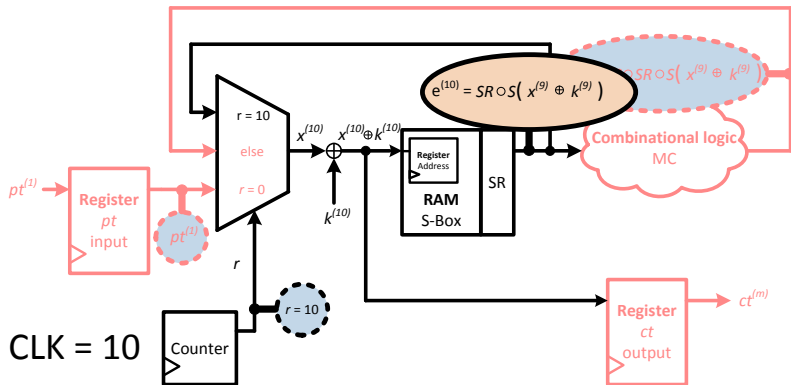 e(10) = SR○S( x(9) ⊕ k(9) )
○SR○S( x(9) ⊕ k(9) )
r = 10
else
r=0
x(10)
x(10)⊕k(10)
k(10)
Register
Address
RAM
S-Box
SR
Combinational logic
MC
pt(1)
Register
pt
input
pt(1)
r
r = 10
Counter
CLK = 10
Register
ct
output
ct(m)